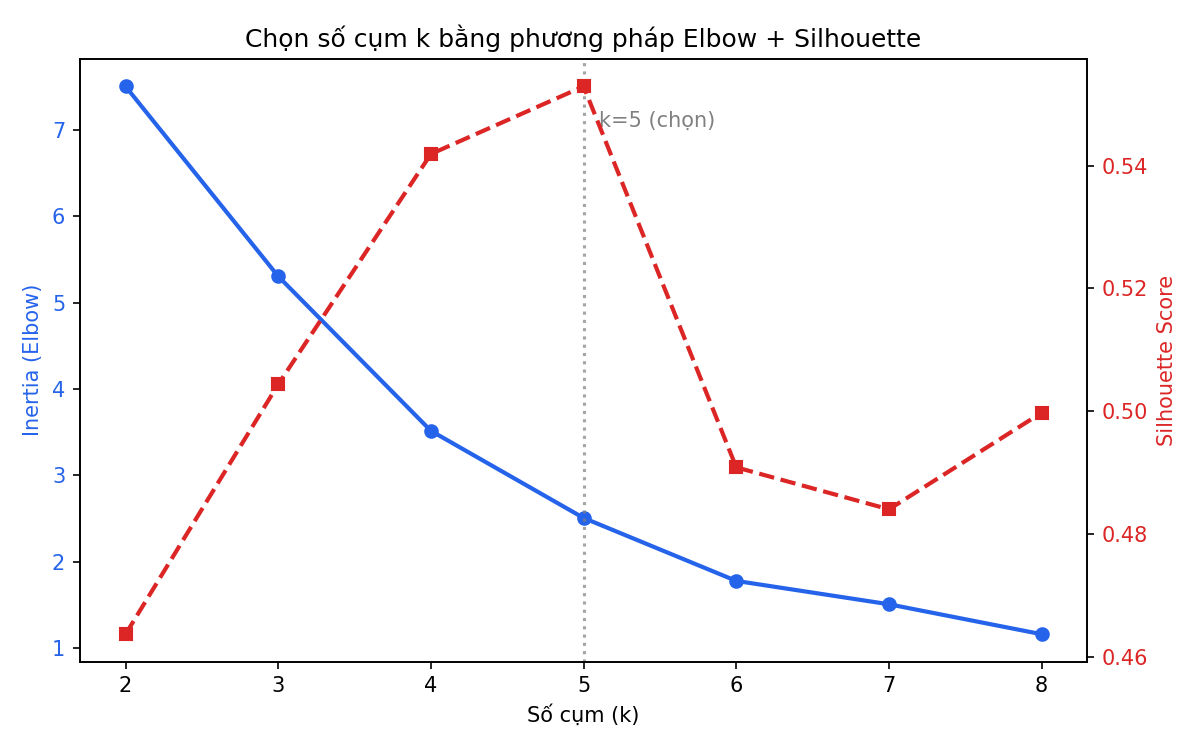 Chọn số cụm k bằng phương pháp Elbow + Silhouette
Inertia (Elbow)
7
6
5
4
3
2
1
k=5 (chọn)
0.54
0.52
0.50
0.48
0.46
Silhouette Score
2 3 4 5 6 7 8
Số cụm (k)